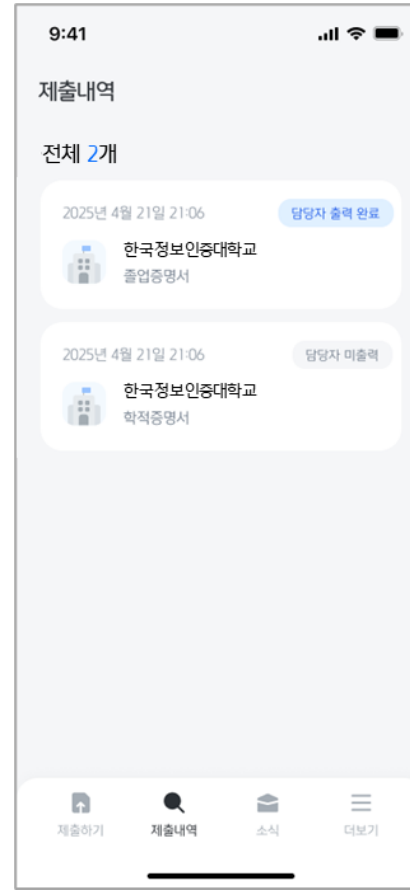 9:41
제출내역
전체 2개
2025년 4월 21일 21:06 담당자 출력 완료
한국정보인증대학교
졸업증명서
2025년 4월 21일 21:06 담당자 미출력
한국정보인증대학교
학적증명서
제출하기 제출내역 소식 더보기